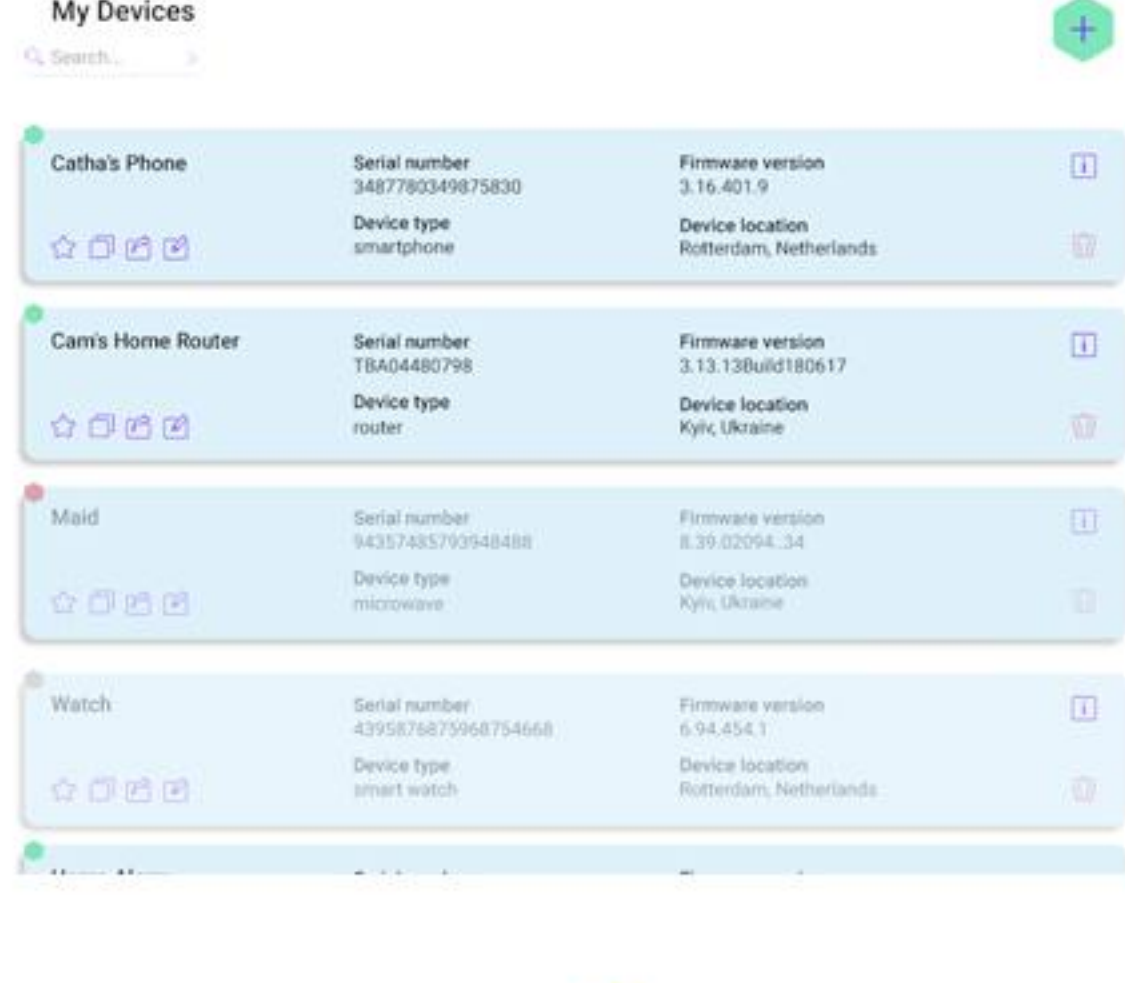 My Devices
Search...
Catha's Phone
Serial number
3487780349875830
Device type
smartphone
Firmware version
3.16.401.9
Device location
Rotterdam, Netherlands
Cam's Home Router
Serial number
TBA04480798
Device type
router
Firmware version
3.13.13Build180617
Device location
Kyiv, Ukraine
Maid
Serial number
94357485793948488
Device type
microwave
Firmware version
8.39.02094..34
Device location
Kyiv, Ukraine
Watch
Serial number
4395876875968754668
Device type
smart watch
Firmware version
6.94.454.1
Device location
Rotterdam, Netherlands